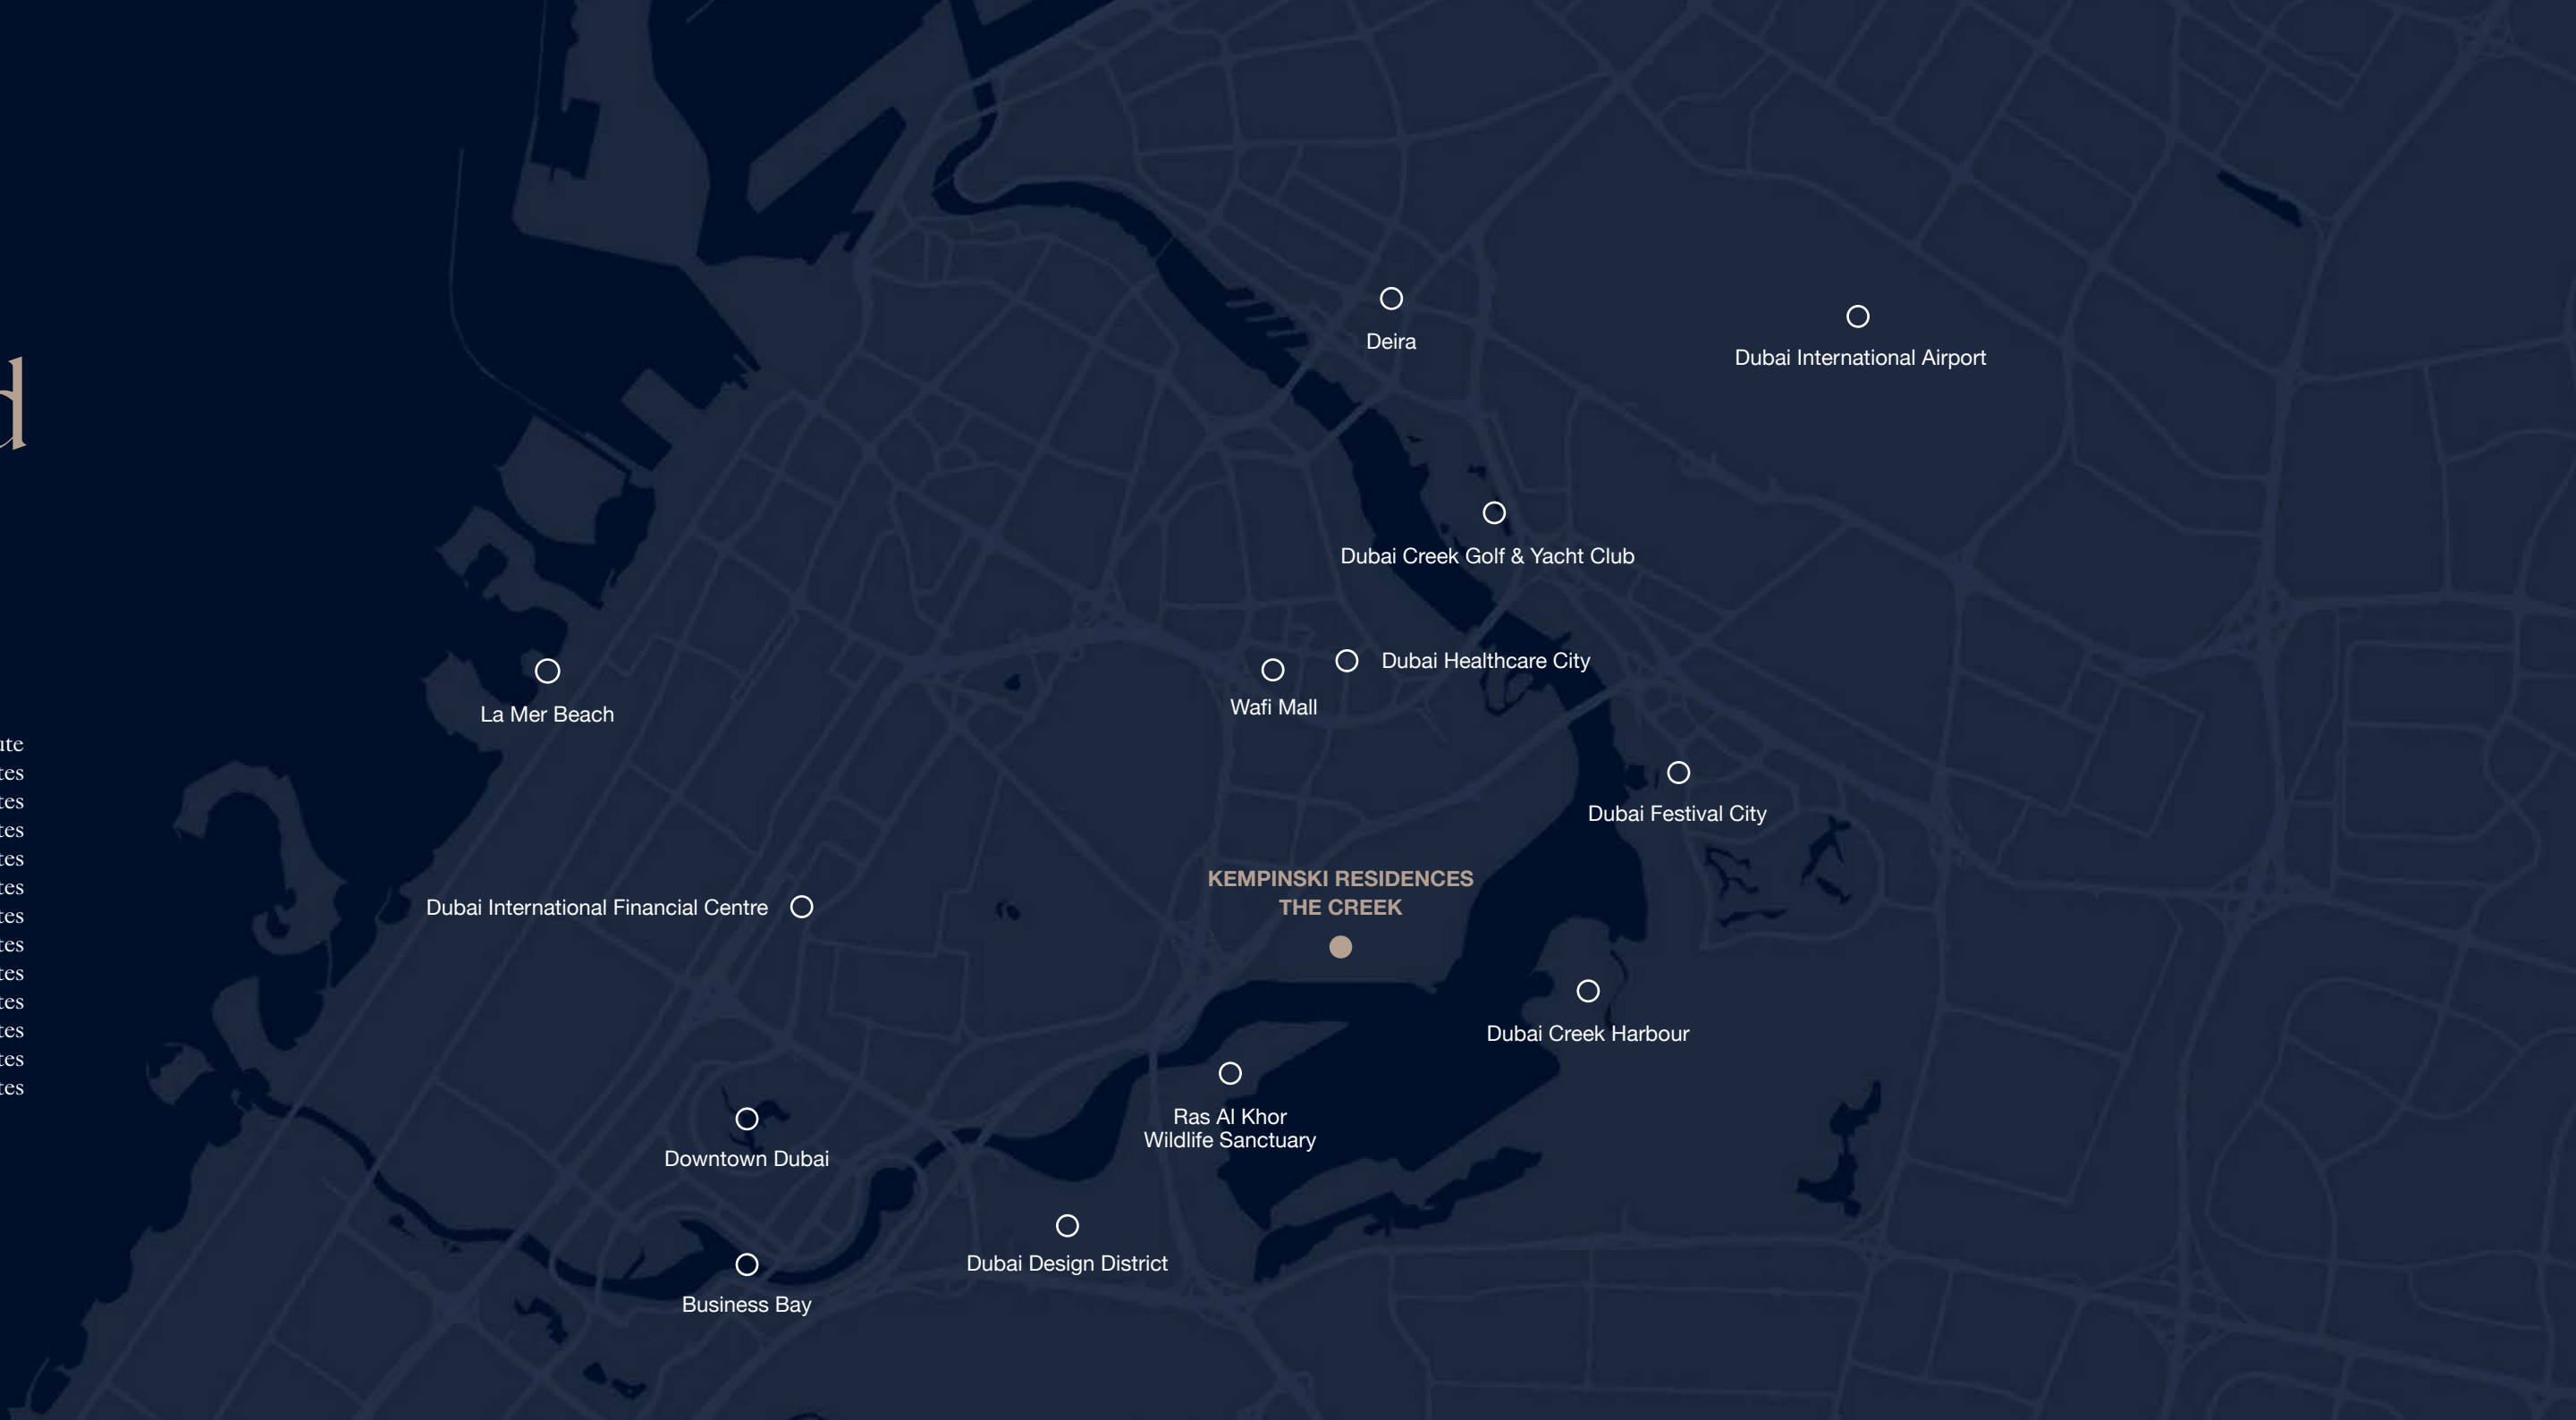 Deira
Dubai International Airport
d
Dubai Creek Golf & Yacht Club
Dubai Healthcare City
Wafi Mall
La Mer Beach
Dubai Festival City
KEMPINSKI RESIDENCES
THE CREEK
Dubai International Financial Centre
Dubai Creek Harbour
Ras Al Khor
Wildlife Sanctuary
Downtown Dubai
Dubai Design District
Business Bay